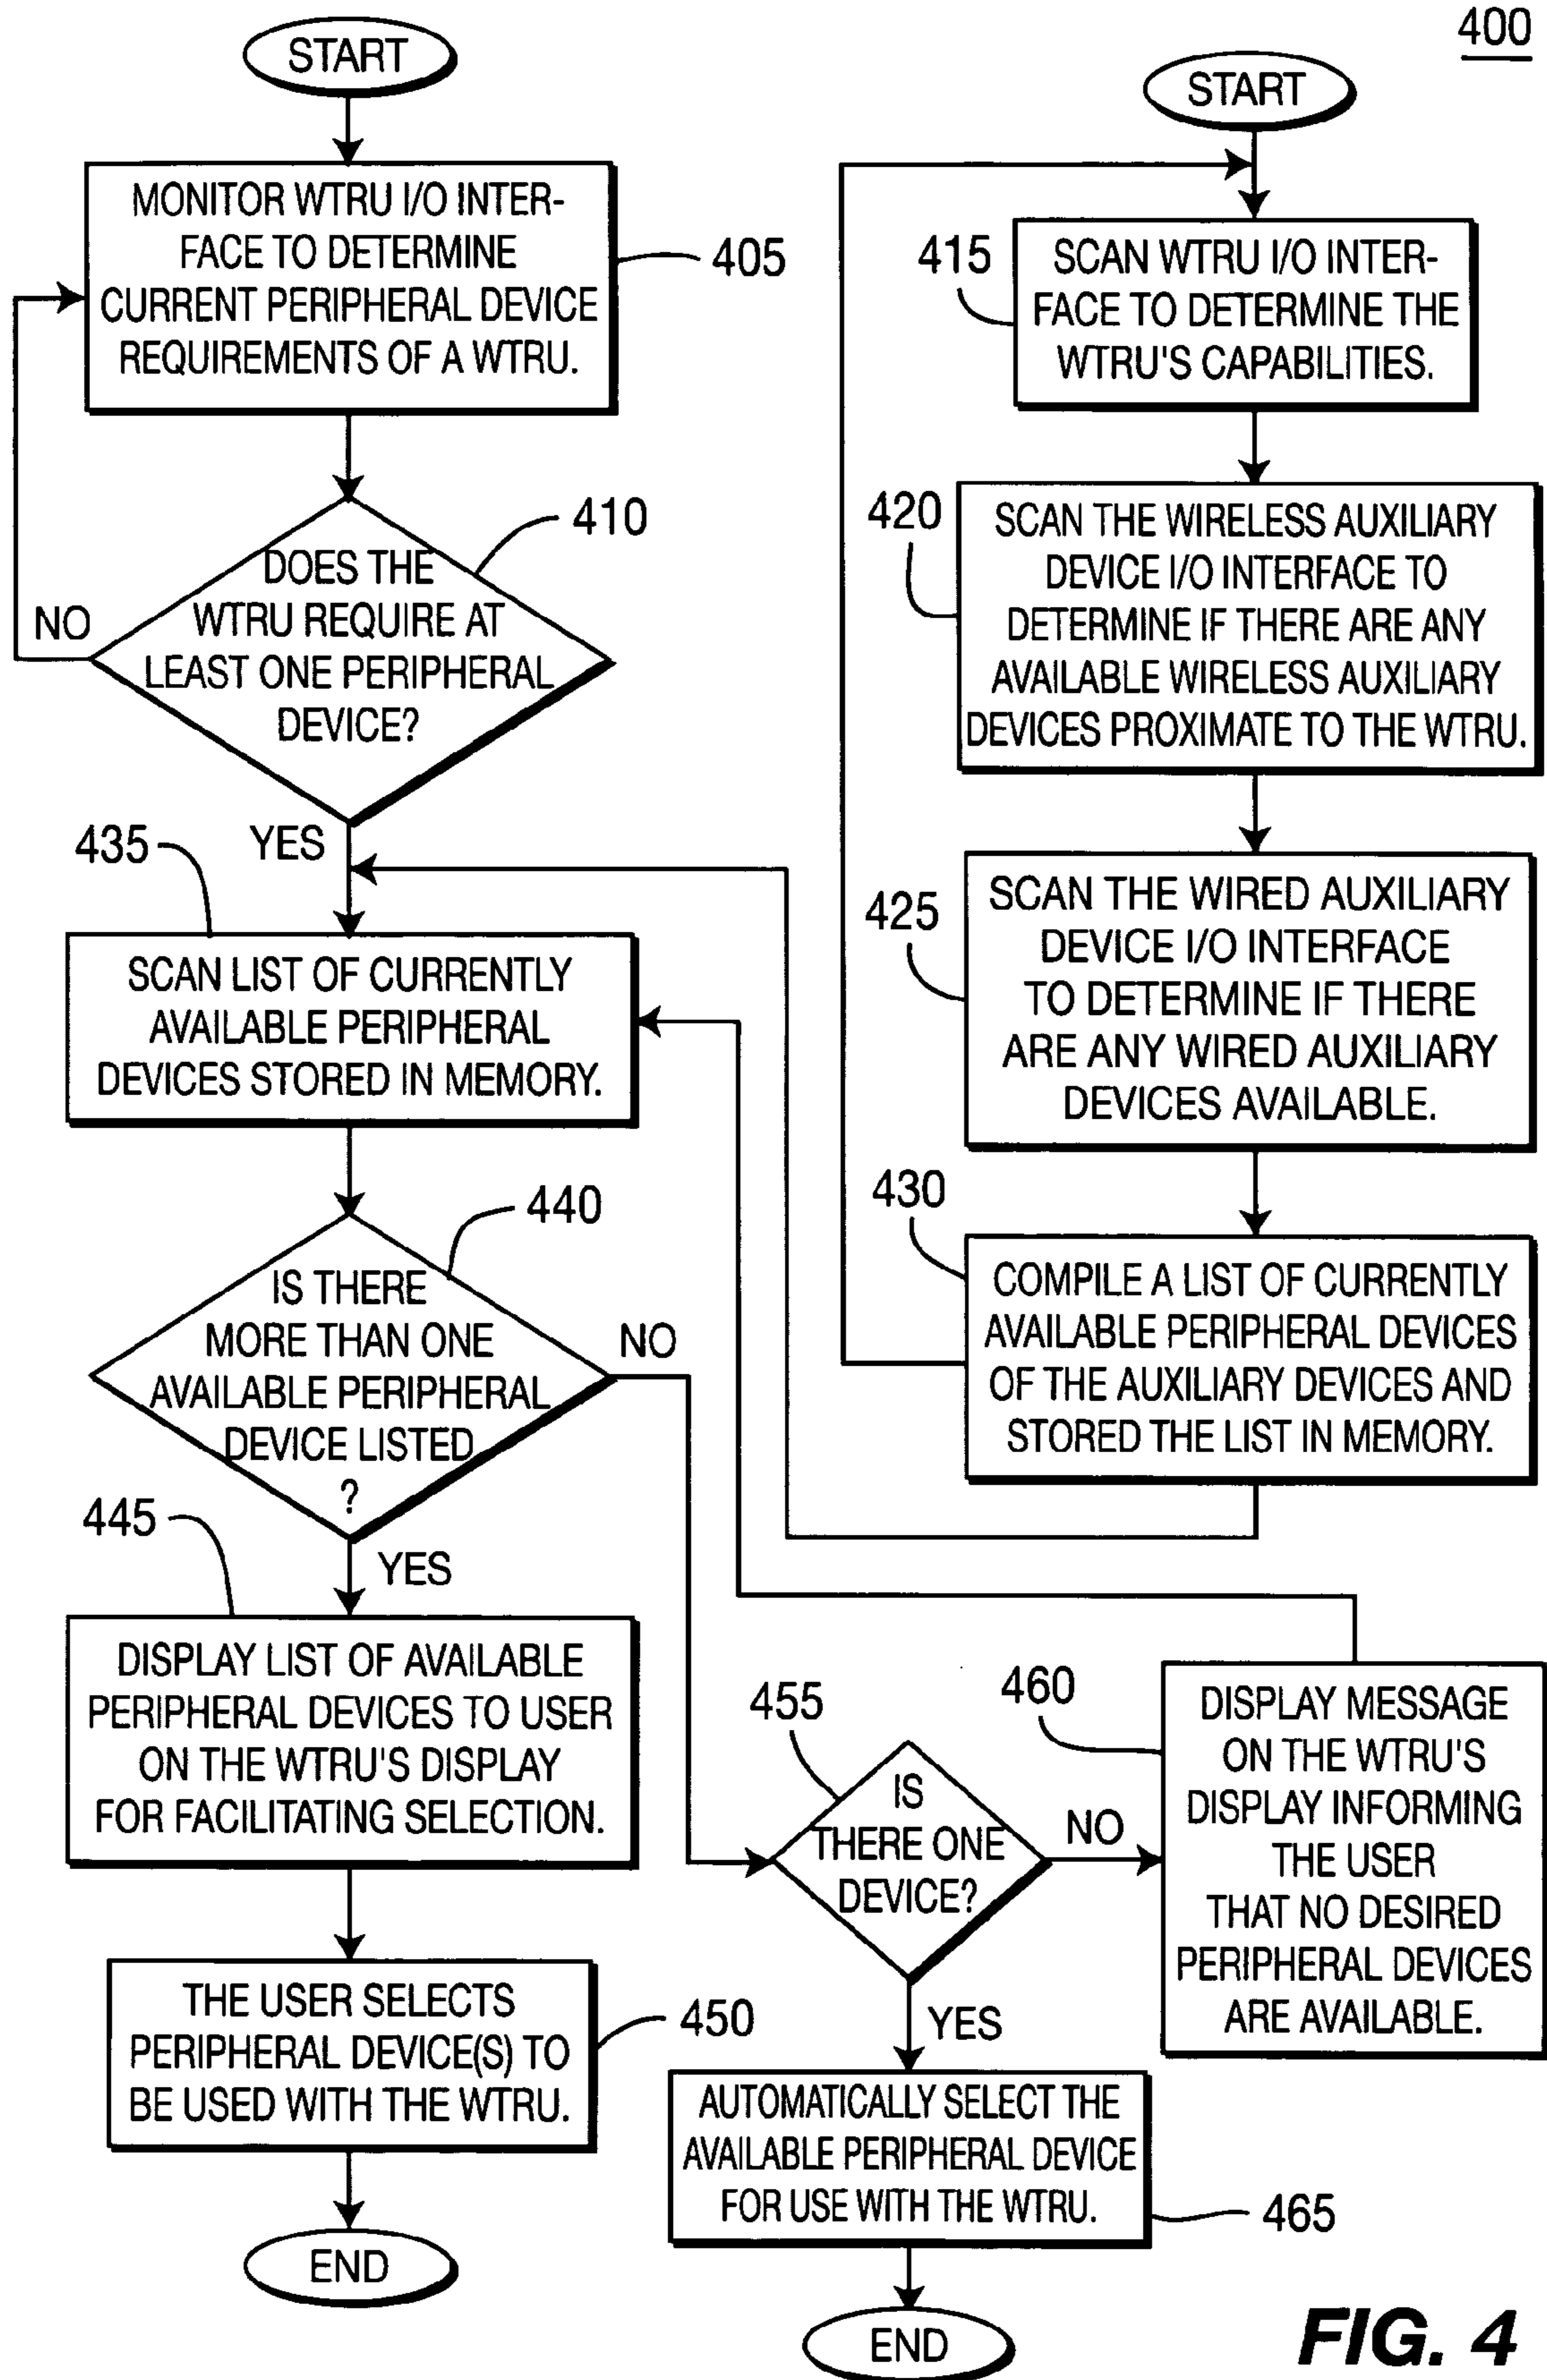 400
START
MONITOR WTRU I/O INTER-
FACE TO DETERMINE
CURRENT PERIPHERAL DEVICE
REQUIREMENTS OF A WTRU.
405
DOES THE
WTRU REQUIRE AT
LEAST ONE PERIPHERAL
DEVICE?
410
NO
YES
435
SCAN LIST OF CURRENTLY
AVAILABLE PERIPHERAL
DEVICES STORED IN MEMORY.
440
IS THERE
MORE THAN ONE
AVAILABLE PERIPHERAL
DEVICE LISTED
?
NO
YES
445
DISPLAY LIST OF AVAILABLE
PERIPHERAL DEVICES TO USER
ON THE WTRU'S DISPLAY
FOR FACILITATING SELECTION.
THE USER SELECTS
PERIPHERAL DEVICE(S) TO
BE USED WITH THE WTRU.
450
END
START
415
SCAN WTRU I/O INTER-
FACE TO DETERMINE THE
WTRU'S CAPABILITIES.
420
SCAN THE WIRELESS AUXILIARY
DEVICE I/O INTERFACE TO
DETERMINE IF THERE ARE ANY
AVAILABLE WIRELESS AUXILIARY
DEVICES PROXIMATE TO THE WTRU.
425
SCAN THE WIRED AUXILIARY
DEVICE I/O INTERFACE
TO DETERMINE IF THERE
ARE ANY WIRED AUXILIARY
DEVICES AVAILABLE.
430
COMPILE A LIST OF CURRENTLY
AVAILABLE PERIPHERAL DEVICES
OF THE AUXILIARY DEVICES AND
STORED THE LIST IN MEMORY.
455
IS
THERE ONE
DEVICE?
NO
YES
460
DISPLAY MESSAGE
ON THE WTRU'S
DISPLAY INFORMING
THE USER
THAT NO DESIRED
PERIPHERAL DEVICES
ARE AVAILABLE.
AUTOMATICALLY SELECT THE
AVAILABLE PERIPHERAL DEVICE
FOR USE WITH THE WTRU.
465
END
FIG. 4